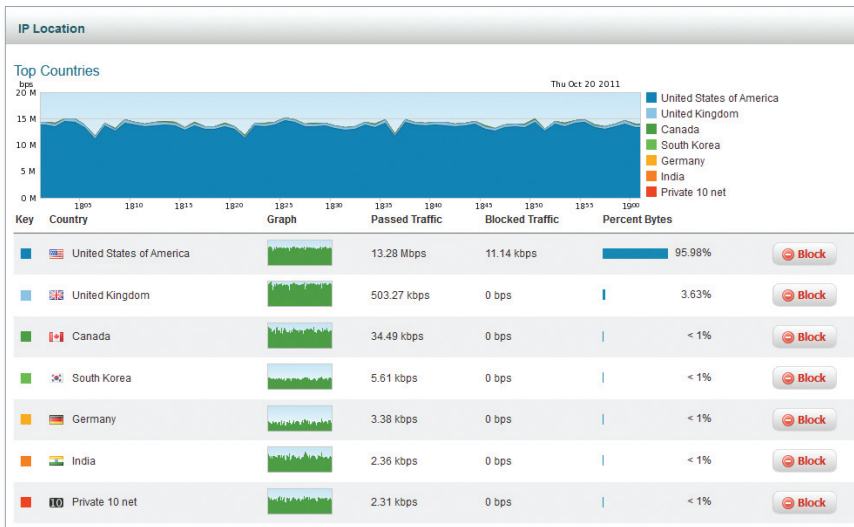 IP Location
Top Countries
bps
Thu Oct 20 2011
20 M
15 M
10 M
5 M
0 M
1805 1810 1815 1820 1825 1830 1835 1840 1845 1850 1855 1900
United States of America
United Kingdom
Canada
South Korea
Germany
India
Private 10 net
Key Country Graph Passed Traffic Blocked Traffic Percent Bytes
United States of America 13.28 Mbps 11.14 kbps 95.98% Block
United Kingdom 503.27 kbps 0 bps 3.63% Block
Canada 34.49 kbps 0 bps < 1% Block
South Korea 5.61 kbps 0 bps < 1% Block
Germany 3.38 kbps 0 bps < 1% Block
India 2.36 kbps 0 bps < 1% Block
10 Private 10 net 2.31 kbps 0 bps < 1% Block